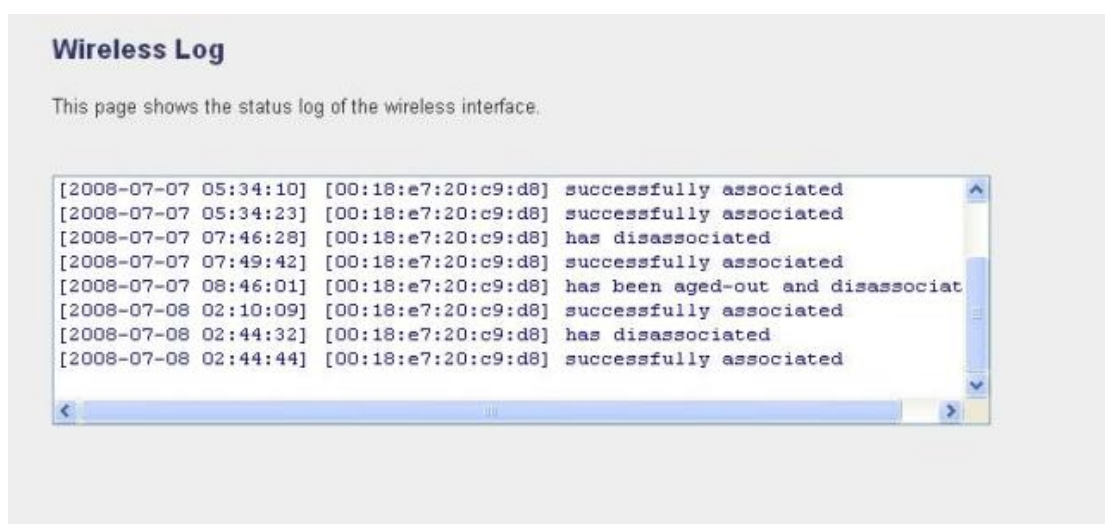 Wireless Log
This page shows the status log of the wireless interface.
[2008-07-07 05:34:10] [00:18:e7:20:c9:d8] successfully associated
[2008-07-07 05:34:23] [00:18:e7:20:c9:d8] successfully associated
[2008-07-07 07:46:28] [00:18:e7:20:c9:d8] has disassociated
[2008-07-07 07:49:42] [00:18:e7:20:c9:d8] successfully associated
[2008-07-07 08:46:01] [00:18:e7:20:c9:d8] has been aged-out and disassociat
[2008-07-08 02:10:09] [00:18:e7:20:c9:d8] successfully associated
[2008-07-08 02:44:32] [00:18:e7:20:c9:d8] has disassociated
[2008-07-08 02:44:44] [00:18:e7:20:c9:d8] successfully associated